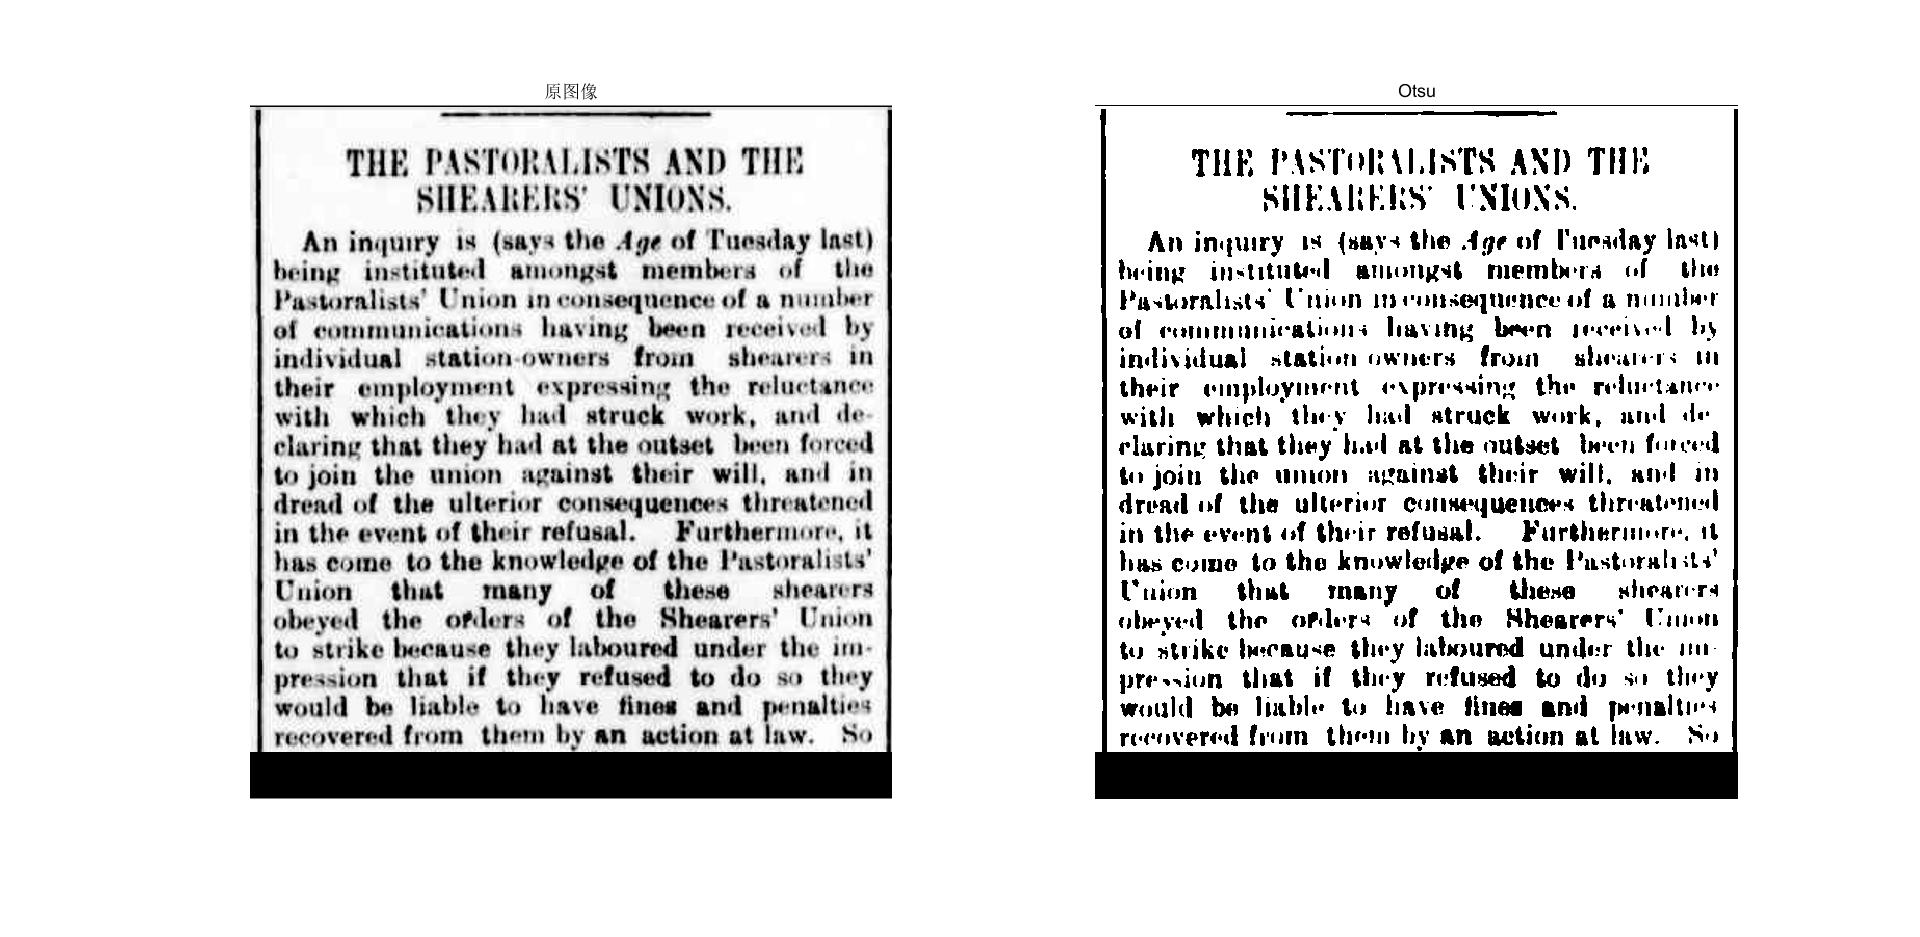 原图像
THE PASTORALISTS AND THE
SHEARERS' UNIONS.
An inquiry is (says the Age of Tuesday last)
being instituted amongst members of the
Pastoralists' Union in consequence of a number
of communications having been received by
individual station-owners from shearers in
their employment expressing the reluctance
with which they had struck work, and de-
claring that they had at the outset been forced
to join the union against their will, and in
dread of the ulterior consequences threatened
in the event of their refusal. Furthermore, it
has come to the knowledge of the Pastoralists'
Union that many of these shearers
obeyed the orders of the Shearers' Union
to strike because they laboured under the im-
pression that if they refused to do so they
would be liable to have fines and penalties
recovered from them by an action at law. So
Otsu
THE PASTORALISTS AND THE
SHEARERS' UNIONS.
An inquiry is (says the Age of Tuesday last)
being instituted amongst members of the
Pastoralists' Union in consequence of a number
of communications having been received by
individual station owners from shearers in
their employment expressing the reluctance
with which they had struck work, and de-
claring that they had at the outset been forced
to join the union against their will, and in
dread of the ulterior consequences threatened
in the event of their refusal. Furthermore, it
has come to the knowledge of the Pastoralists'
Union that many of these shearers
obeyed the orders of the Shearers' Union
to strike because they laboured under the im-
pression that if they refused to do so they
would be liable to have fines and penalties
recovered from them by an action at law. So